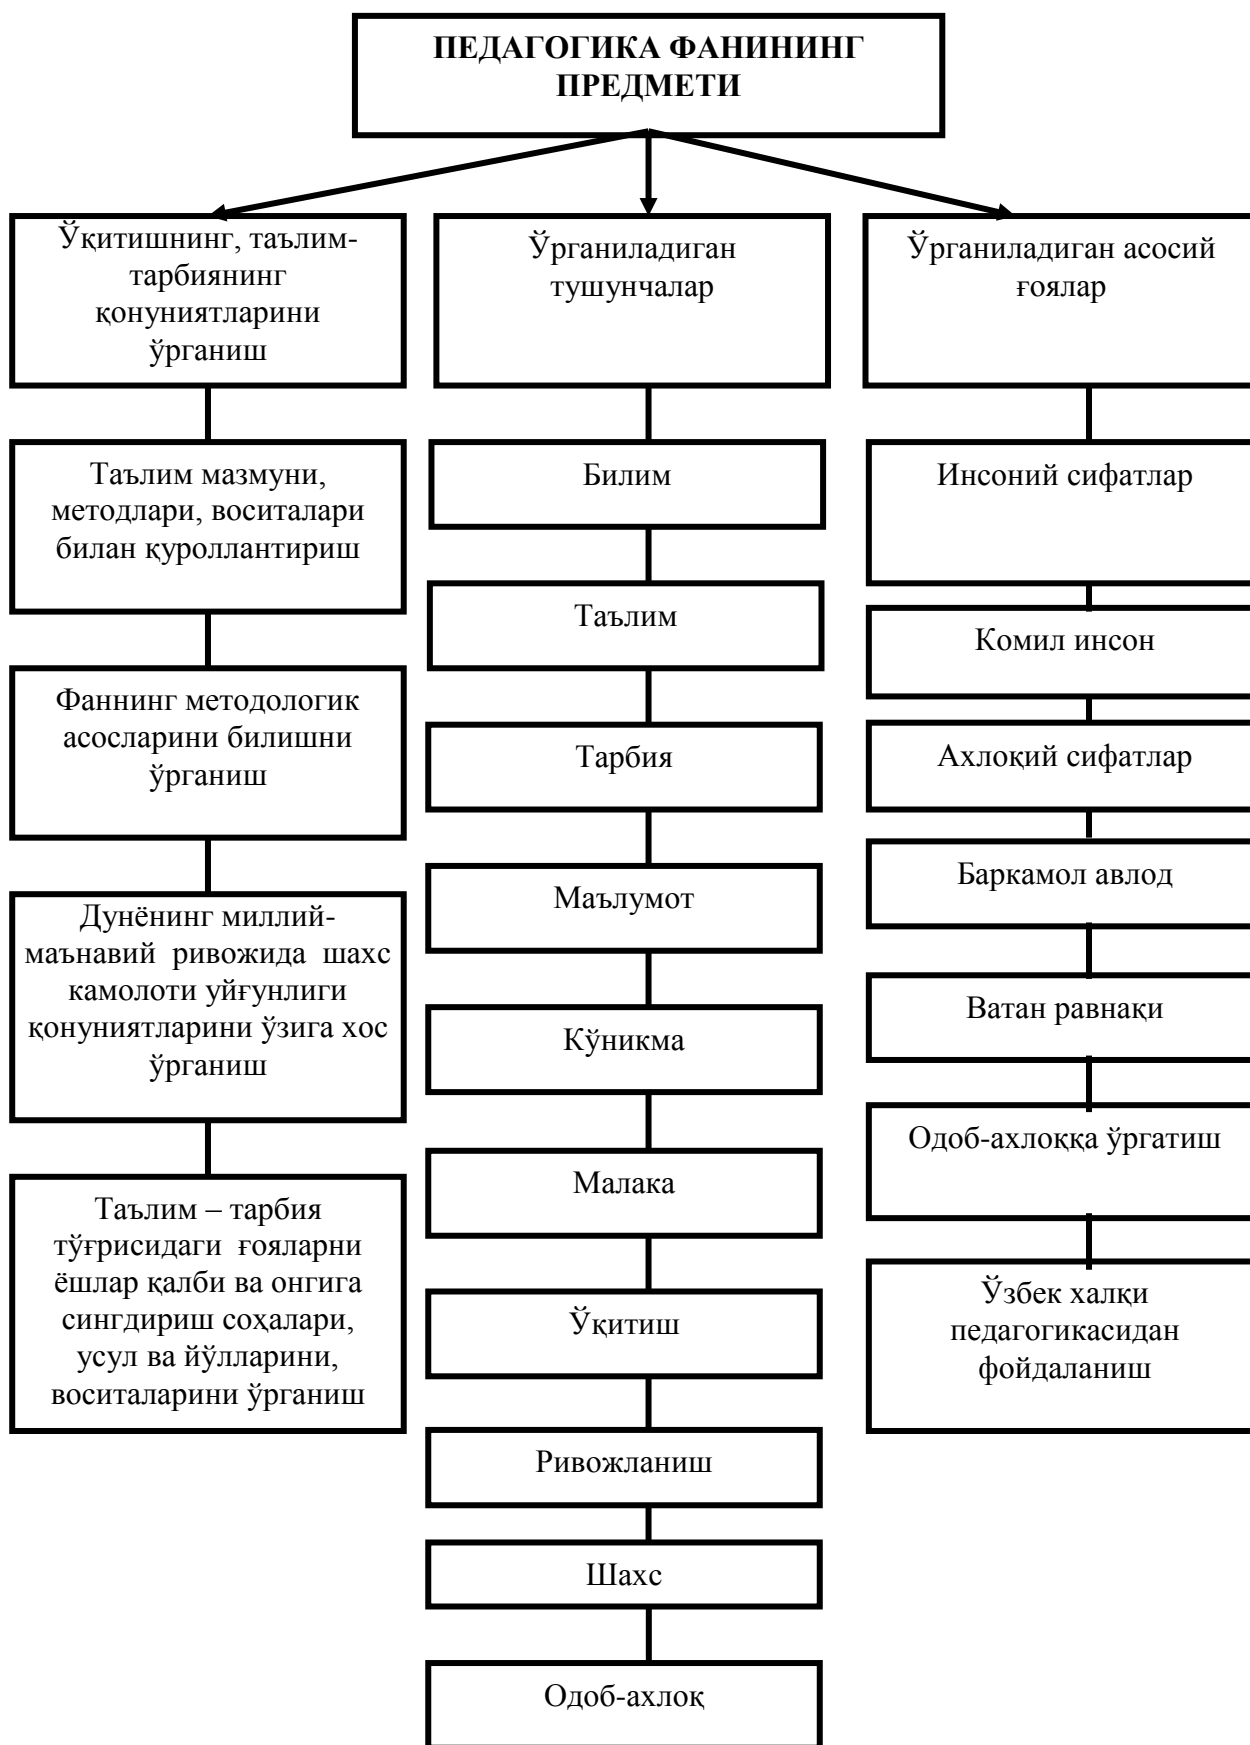 ПЕДАГОГИКА ФАНИНИНГ
ПРЕДМЕТИ
Ўқитишнинг, таълим-
тарбиянинг
қонуниятларини
ўрганиш
Таълим мазмуни,
методлари, воситалари
билан қуроллантириш
Фаннинг методологик
асосларини билишни
ўрганиш
Дунёнинг миллий-
маънавий ривожида шахс
камолоти уйғунлиги
қонуниятларини ўзига хос
ўрганиш
Таълим – тарбия
тўғрисидаги ғояларни
ёшлар қалби ва онгига
сингдириш соҳалари,
усул ва йўлларини,
воситаларини ўрганиш
Ўрганиладиган
тушунчалар
Билим
Таълим
Тарбия
Маълумот
Кўникма
Малака
Ўқитиш
Ривожланиш
Шахс
Одоб-ахлоқ
Ўрганиладиган асосий
ғоялар
Инсоний сифатлар
Комил инсон
Ахлоқий сифатлар
Баркамол авлод
Ватан равнақи
Одоб-ахлоққа ўргатиш
Ўзбек халқи
педагогикасидан
фойдаланиш